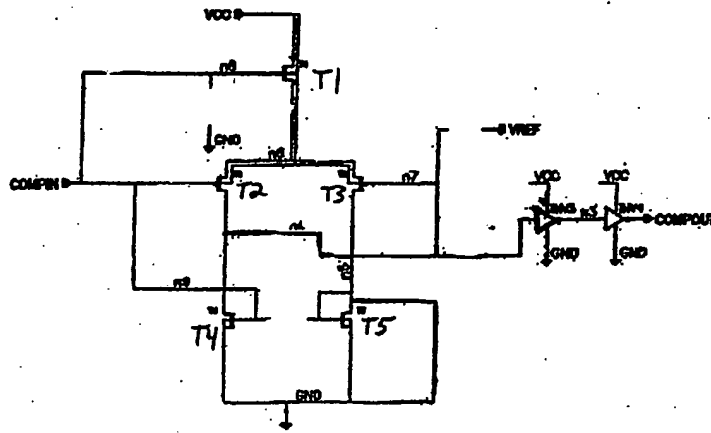 VCC
n8
T1
GND
n6
VREF
COMPIN
T2
T3
n7
VCC
VCC
COMPOUT
GND
GND
n9
T4
T5
GND